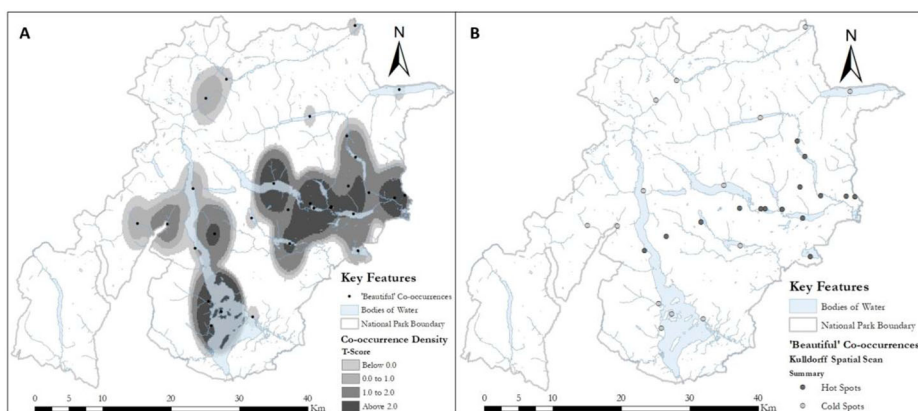 A
N
Key Features
'Beautiful' Co-occurrences
Bodies of Water
National Park Boundary
Co-occurrence Density
T-Score
Below 0.0
0.0 to 1.0
1.0 to 2.0
Above 2.0
0 10 20 30 40
Km
B
N
Key Features
Bodies of Water
National Park Boundary
'Beautiful' Co-occurrences
Kulldorff Spatial Scan
Summary
Hot Spots
Cold Spots
0 10 20 30 40
Km